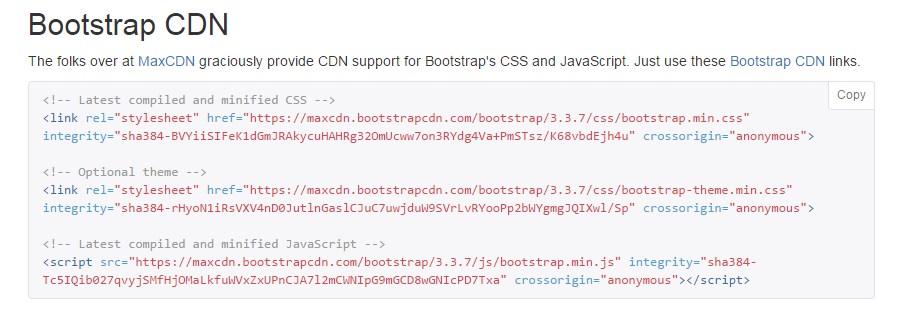 Bootstrap CDN
The folks over at MaxCDN graciously provide CDN support for Bootstrap's CSS and JavaScript. Just use these Bootstrap CDN links.
Copy
<!-- Latest compiled and minified CSS -->
<link rel="stylesheet" href="https://maxcdn.bootstrapcdn.com/bootstrap/3.3.7/css/bootstrap.min.css"
integrity="sha384-BVYiiSIFeK1dGmJRAkycuHAHRg32OmUcww7on3RYdg4Va+PmSTsz/K68vbdEjh4u" crossorigin="anonymous">
<!-- Optional theme -->
<link rel="stylesheet" href="https://maxcdn.bootstrapcdn.com/bootstrap/3.3.7/css/bootstrap-theme.min.css"
integrity="sha384-rHyoN1iRsVXV4nD0JutlnGaslCJuC7uwjduW9SVrLvRYooPp2bWYgmgJQIXwl/Sp" crossorigin="anonymous">
<!-- Latest compiled and minified JavaScript -->
<script src="https://maxcdn.bootstrapcdn.com/bootstrap/3.3.7/js/bootstrap.min.js" integrity="sha384-
Tc5IQib027qvyjSMfHjOMaLkfuWVxZxUPnCJA7l2mCWNIpG9mGCD8wGNIcPD7Txa" crossorigin="anonymous"></script>